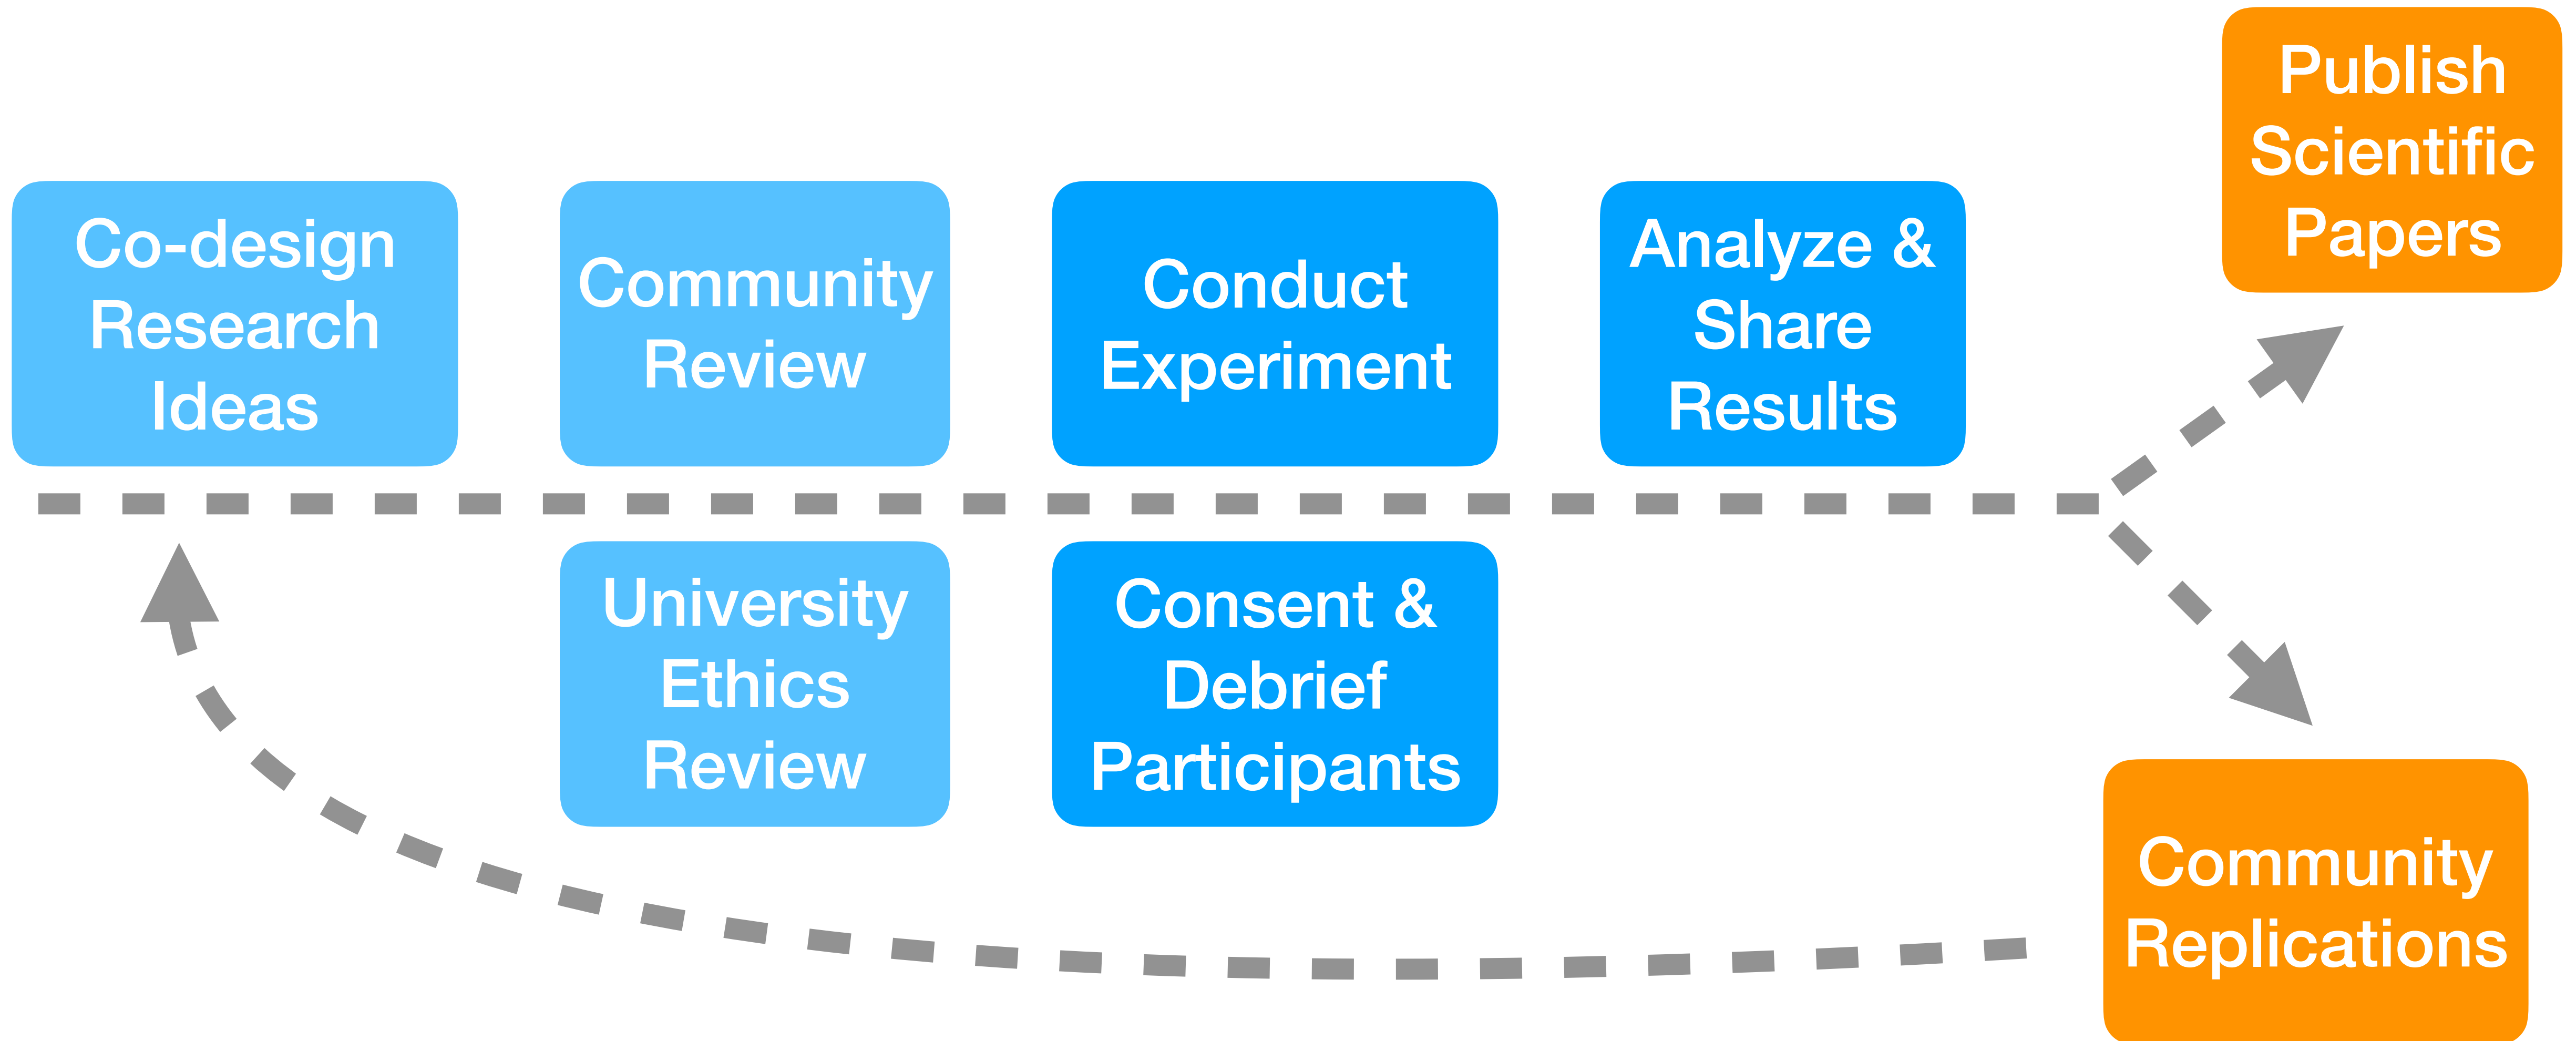 Co-design
Research
Ideas
Community
Review
Conduct
Experiment
Analyze &
Share
Results
Publish
Scientific
Papers
University
Ethics
Review
Consent &
Debrief
Participants
Community
Replications